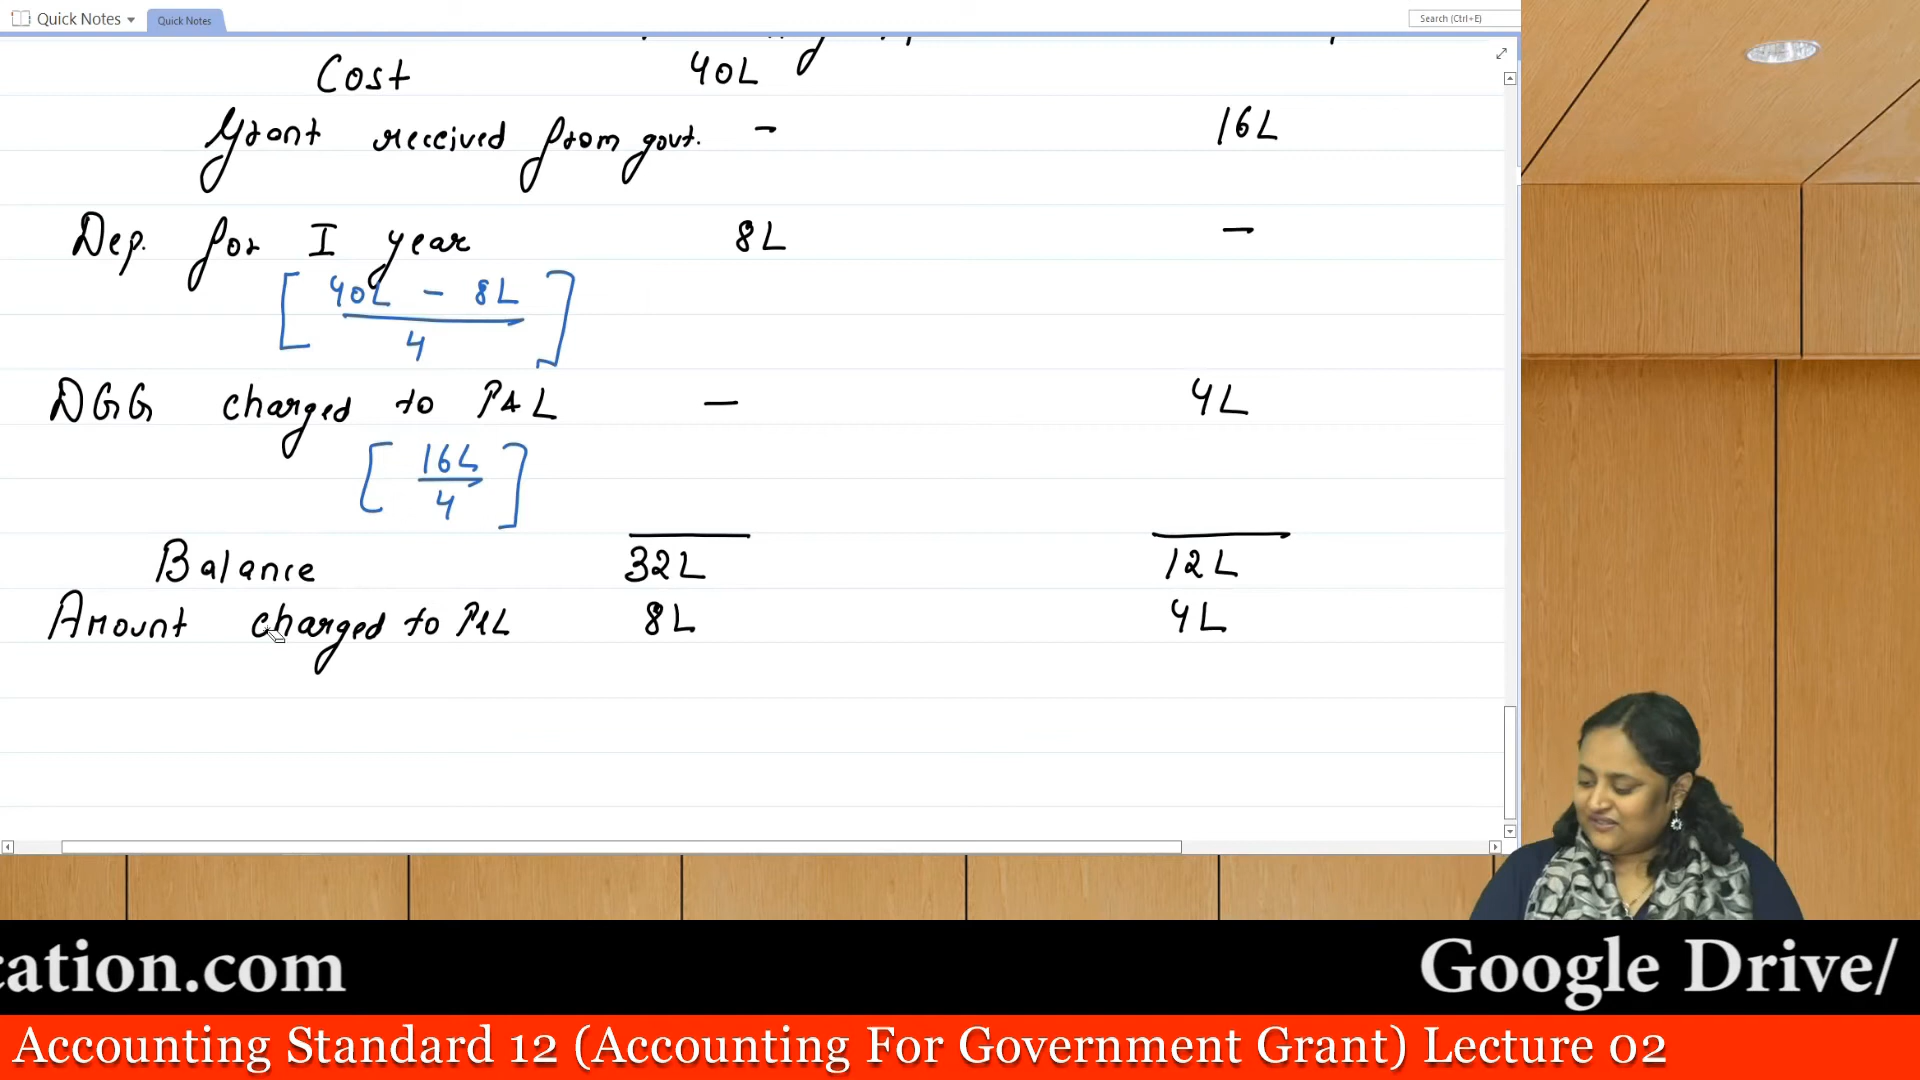 Quick Notes
Quick Notes
Search (Ctrl+E)
Cost 40L
Grant received from govt. - 16L
Dep. for I year 8L -
[ 40L - 8L
4 ]
DGG charged to P&L - 4L
[ 16L
4 ]
Balance 32L 12L
Amount charged to P&L 8L 4L
cation.com Google Drive/
Accounting Standard 12 (Accounting For Government Grant) Lecture 02